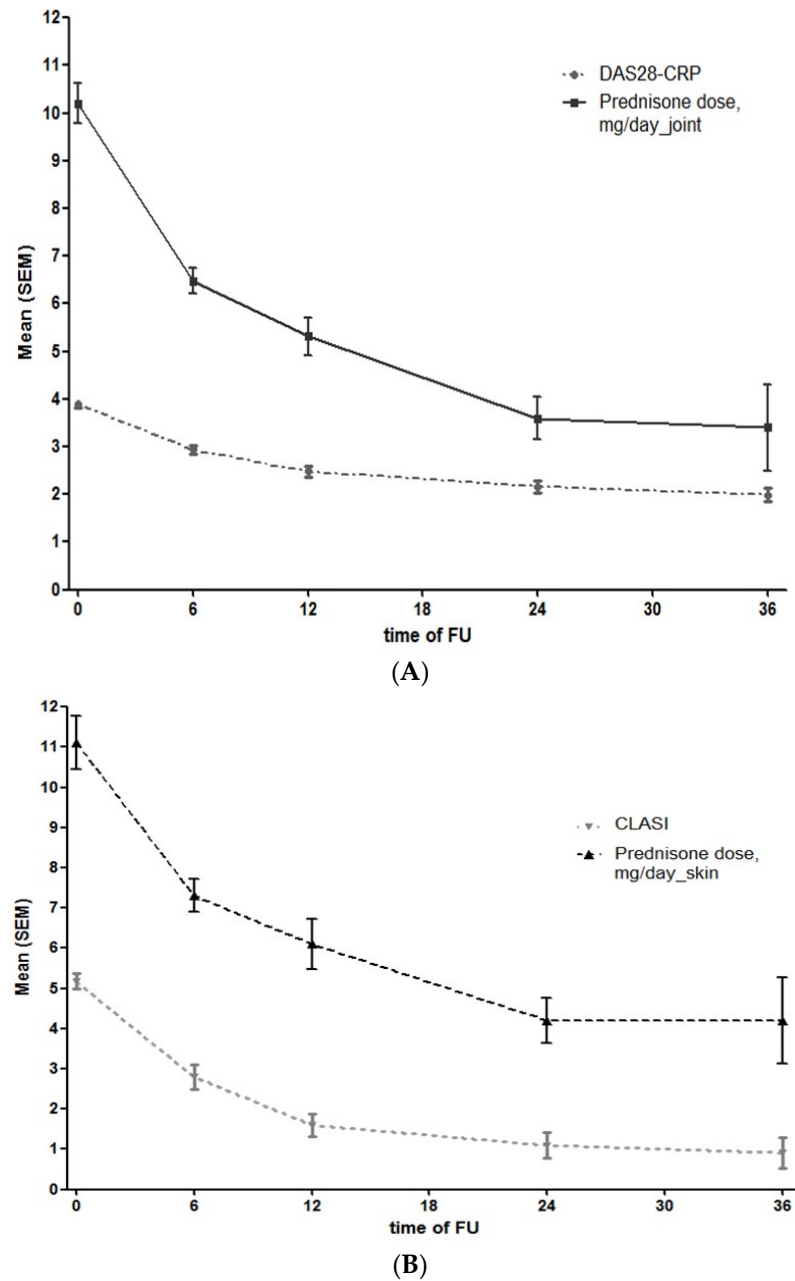 12
11
10
9
8
7
6
5
4
3
2
1
0
Mean (SEM)
DAS28-CRP
Prednisone dose,
mg/day_joint
0 6 12 18 24 30 36
time of FU
(A)
12
11
10
9
8
7
6
5
4
3
2
1
0
Mean (SEM)
CLASI
Prednisone dose,
mg/day_skin
0 6 12 18 24 30 36
time of FU
(B)